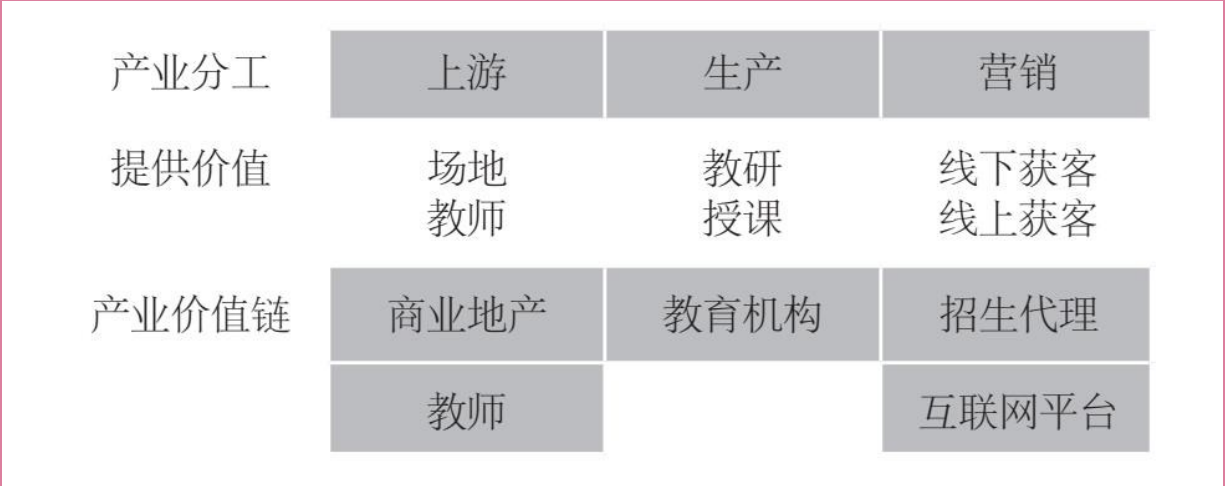 产业分工 上游 生产 营销
提供价值 场地 教研 线下获客
教师 授课 线上获客
产业价值链 商业地产 教育机构 招生代理
教师 互联网平台